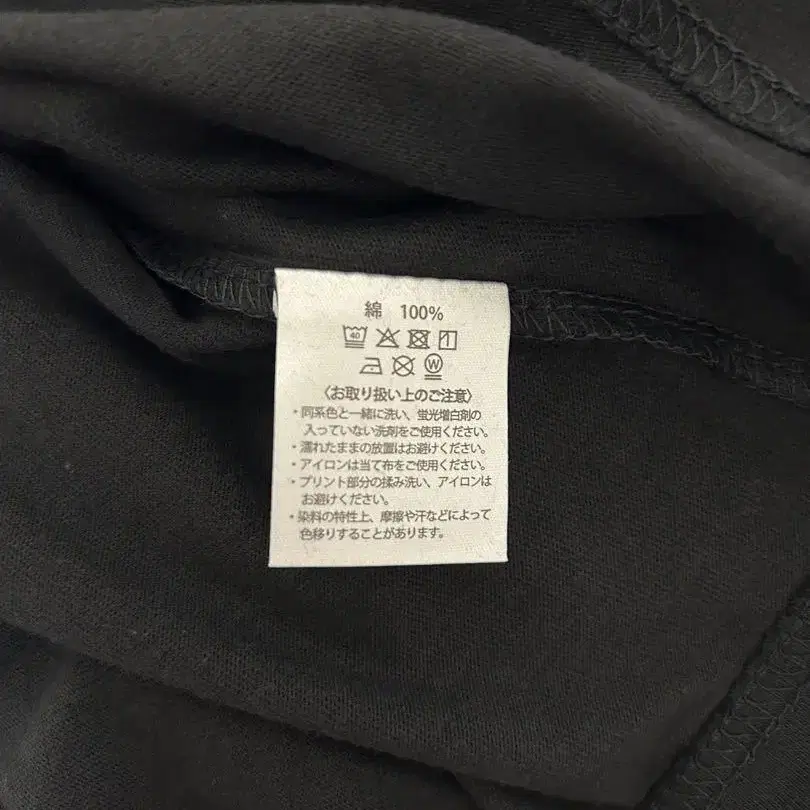 綿 100%
40
W
〈お取り扱い上のご注意〉
・同系色と一緒に洗い、蛍光増白剤の
入っていない洗剤をご使用ください。
・濡れたままの放置はお避けください。
・アイロンは当て布をご使用ください。
・プリント部分の揉み洗い、アイロンは
お避けください。
・染料の特性上、摩擦や汗などによって
色移りすることがあります。